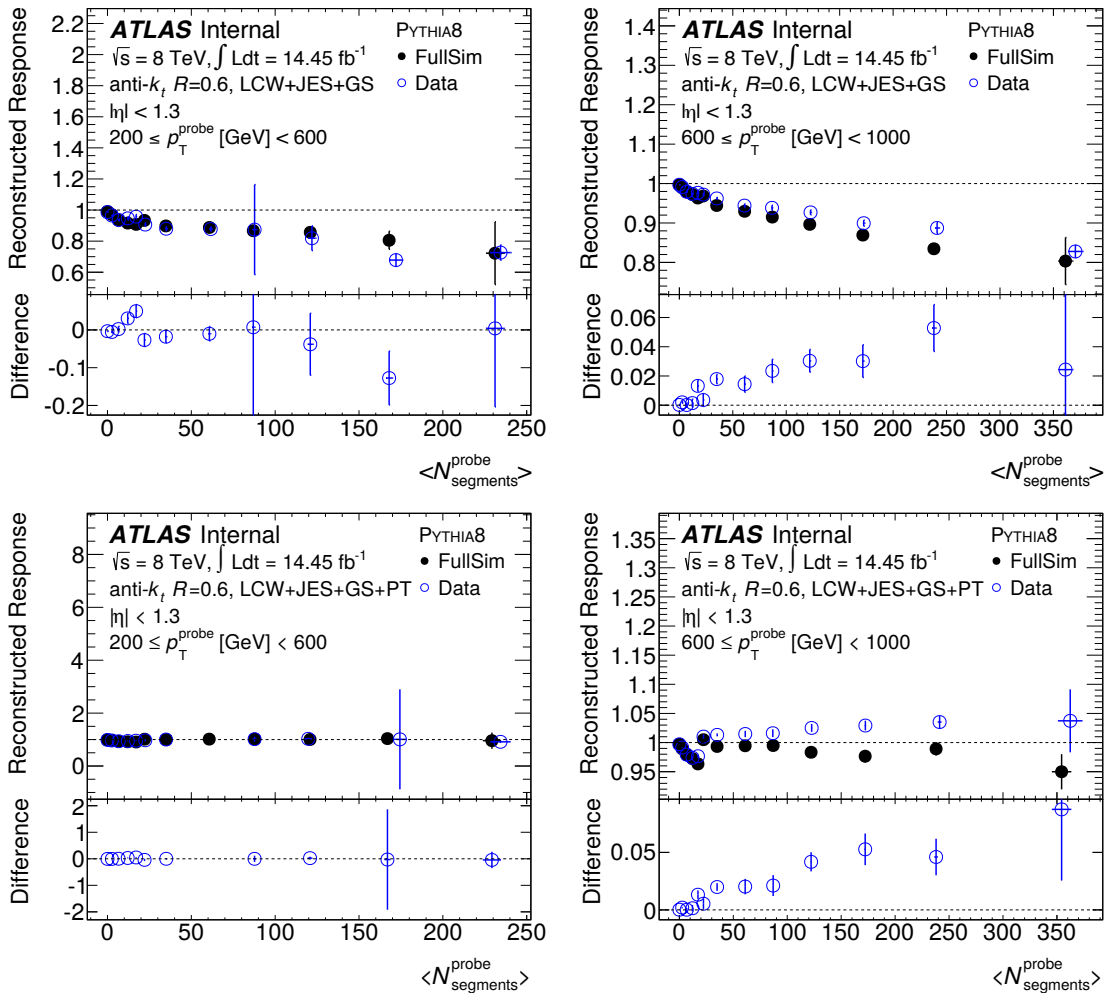 Reconstructed Response
2.2
2
1.8
1.6
1.4
1.2
1
0.8
0.6
ATLAS Internal
√s = 8 TeV, ∫ Ldt = 14.45 fb⁻¹
anti-k_t R=0.6, LCW+JES+GS
|η| < 1.3
200 ≤ p_T^probe [GeV] < 600
PYTHIA8
FullSim
Data
Difference
0
-0.1
-0.2
0 50 100 150 200 250
<N_segments^probe>
Reconstructed Response
1.4
1.3
1.2
1.1
1
0.9
0.8
ATLAS Internal
√s = 8 TeV, ∫ Ldt = 14.45 fb⁻¹
anti-k_t R=0.6, LCW+JES+GS
|η| < 1.3
600 ≤ p_T^probe [GeV] < 1000
PYTHIA8
FullSim
Data
Difference
0.06
0.04
0.02
0
0 50 100 150 200 250 300 350
<N_segments^probe>
Reconstructed Response
8
6
4
2
0
ATLAS Internal
√s = 8 TeV, ∫ Ldt = 14.45 fb⁻¹
anti-k_t R=0.6, LCW+JES+GS+PT
|η| < 1.3
200 ≤ p_T^probe [GeV] < 600
PYTHIA8
FullSim
Data
Difference
2
1
0
-1
-2
0 50 100 150 200 250
<N_segments^probe>
Reconstructed Response
1.35
1.3
1.25
1.2
1.15
1.1
1.05
1
0.95
ATLAS Internal
√s = 8 TeV, ∫ Ldt = 14.45 fb⁻¹
anti-k_t R=0.6, LCW+JES+GS+PT
|η| < 1.3
600 ≤ p_T^probe [GeV] < 1000
PYTHIA8
FullSim
Data
Difference
0.05
0
0 50 100 150 200 250 300 350
<N_segments^probe>